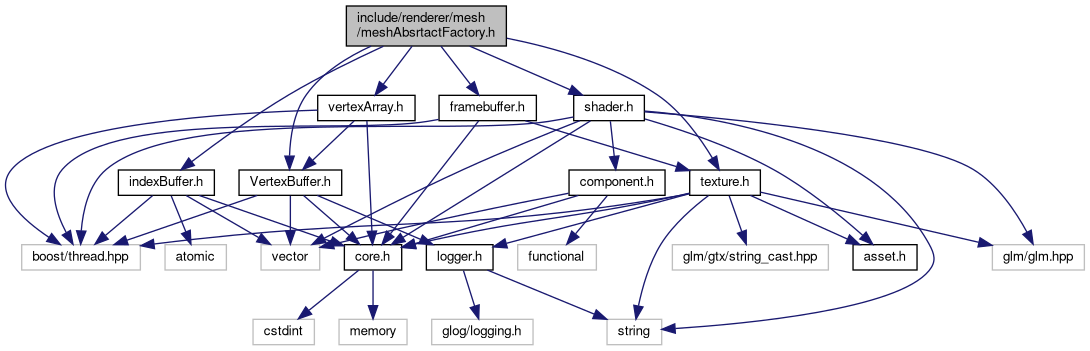 include/renderer/mesh
/meshAbsrtactFactory.h
vertexArray.h
framebuffer.h
shader.h
indexBuffer.h
VertexBuffer.h
component.h
texture.h
boost/thread.hpp
atomic
vector
core.h
logger.h
functional
glm/gtx/string_cast.hpp
asset.h
glm/glm.hpp
cstdint
memory
glog/logging.h
string